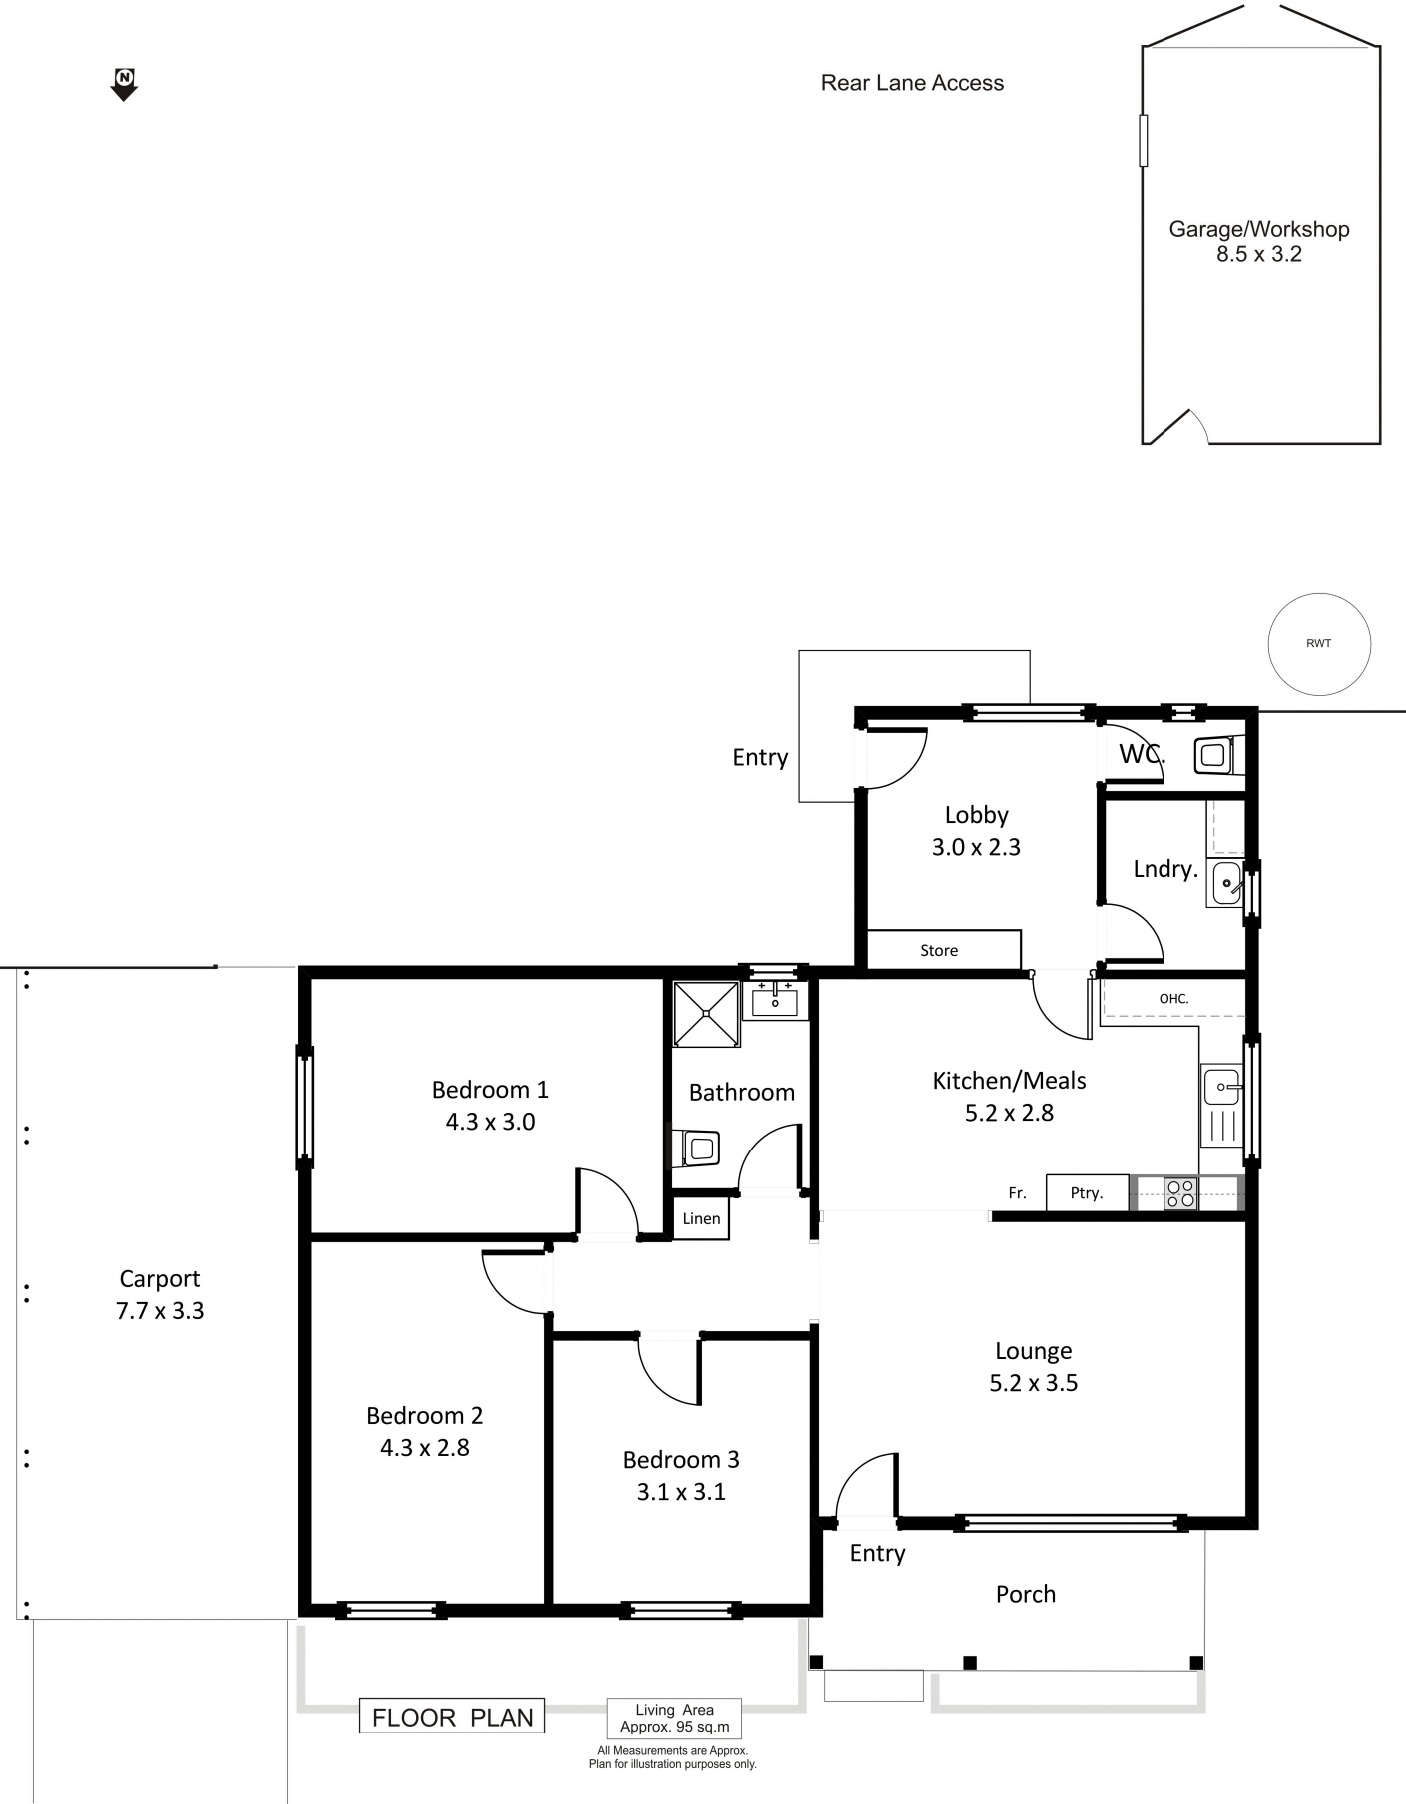 N
Rear Lane Access
Garage/Workshop
8.5 x 3.2
RWT
Entry
WC.
Lobby
3.0 x 2.3
Lndry.
Store
OHC.
Bedroom 1
4.3 x 3.0
Bathroom
Kitchen/Meals
5.2 x 2.8
Fr.
Ptry.
Linen
Carport
7.7 x 3.3
Lounge
5.2 x 3.5
Bedroom 2
4.3 x 2.8
Bedroom 3
3.1 x 3.1
Entry
Porch
FLOOR PLAN
Living Area
Approx. 95 sq.m
All Measurements are Approx.
Plan for illustration purposes only.